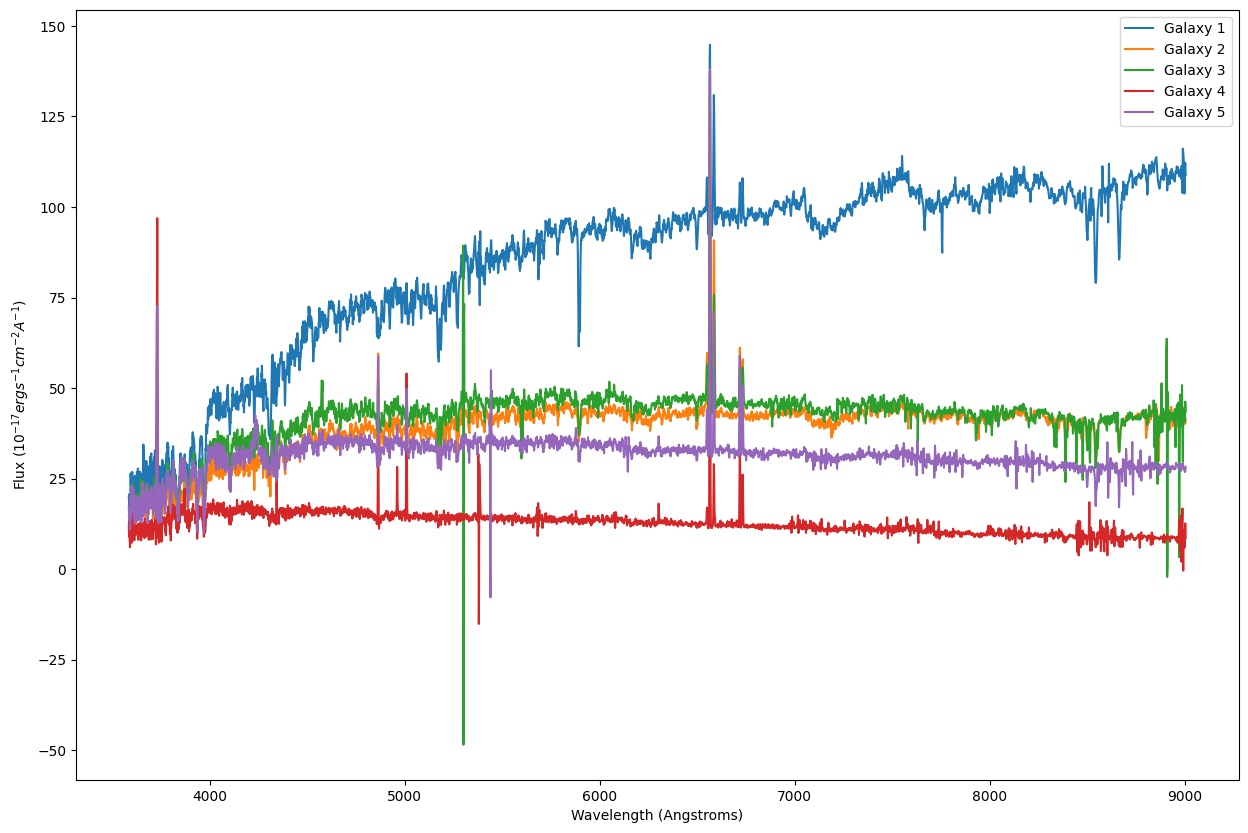 Galaxy 1
Galaxy 2
Galaxy 3
Galaxy 4
Galaxy 5
150
125
100
75
50
25
0
−25
−50
Flux (10⁻¹⁷ergs⁻¹cm⁻²A⁻¹)
4000 5000 6000 7000 8000 9000
Wavelength (Angstroms)